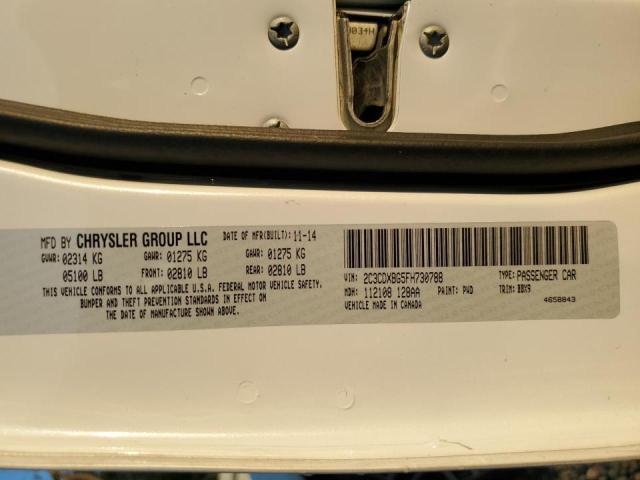 034H
MFD BY CHRYSLER GROUP LLC
DATE OF MFR(BUILT): 11-14
GVWR: 02314 KG
GAWR: 01275 KG
GAWR: 01275 KG
05100 LB
FRONT: 02810 LB
REAR: 02810 LB
THIS VEHICLE CONFORMS TO ALL APPLICABLE U.S.A. FEDERAL MOTOR VEHICLE SAFETY,
BUMPER AND THEFT PREVENTION STANDARDS IN EFFECT ON
THE DATE OF MANUFACTURE SHOWN ABOVE.
VIN: 2C3CDXBG5FH730788
TYPE: PASSENGER CAR
MDH: 112108 128AA
PAINT: PWD
TRIM: BBX9
VEHICLE MADE IN CANADA
4658843